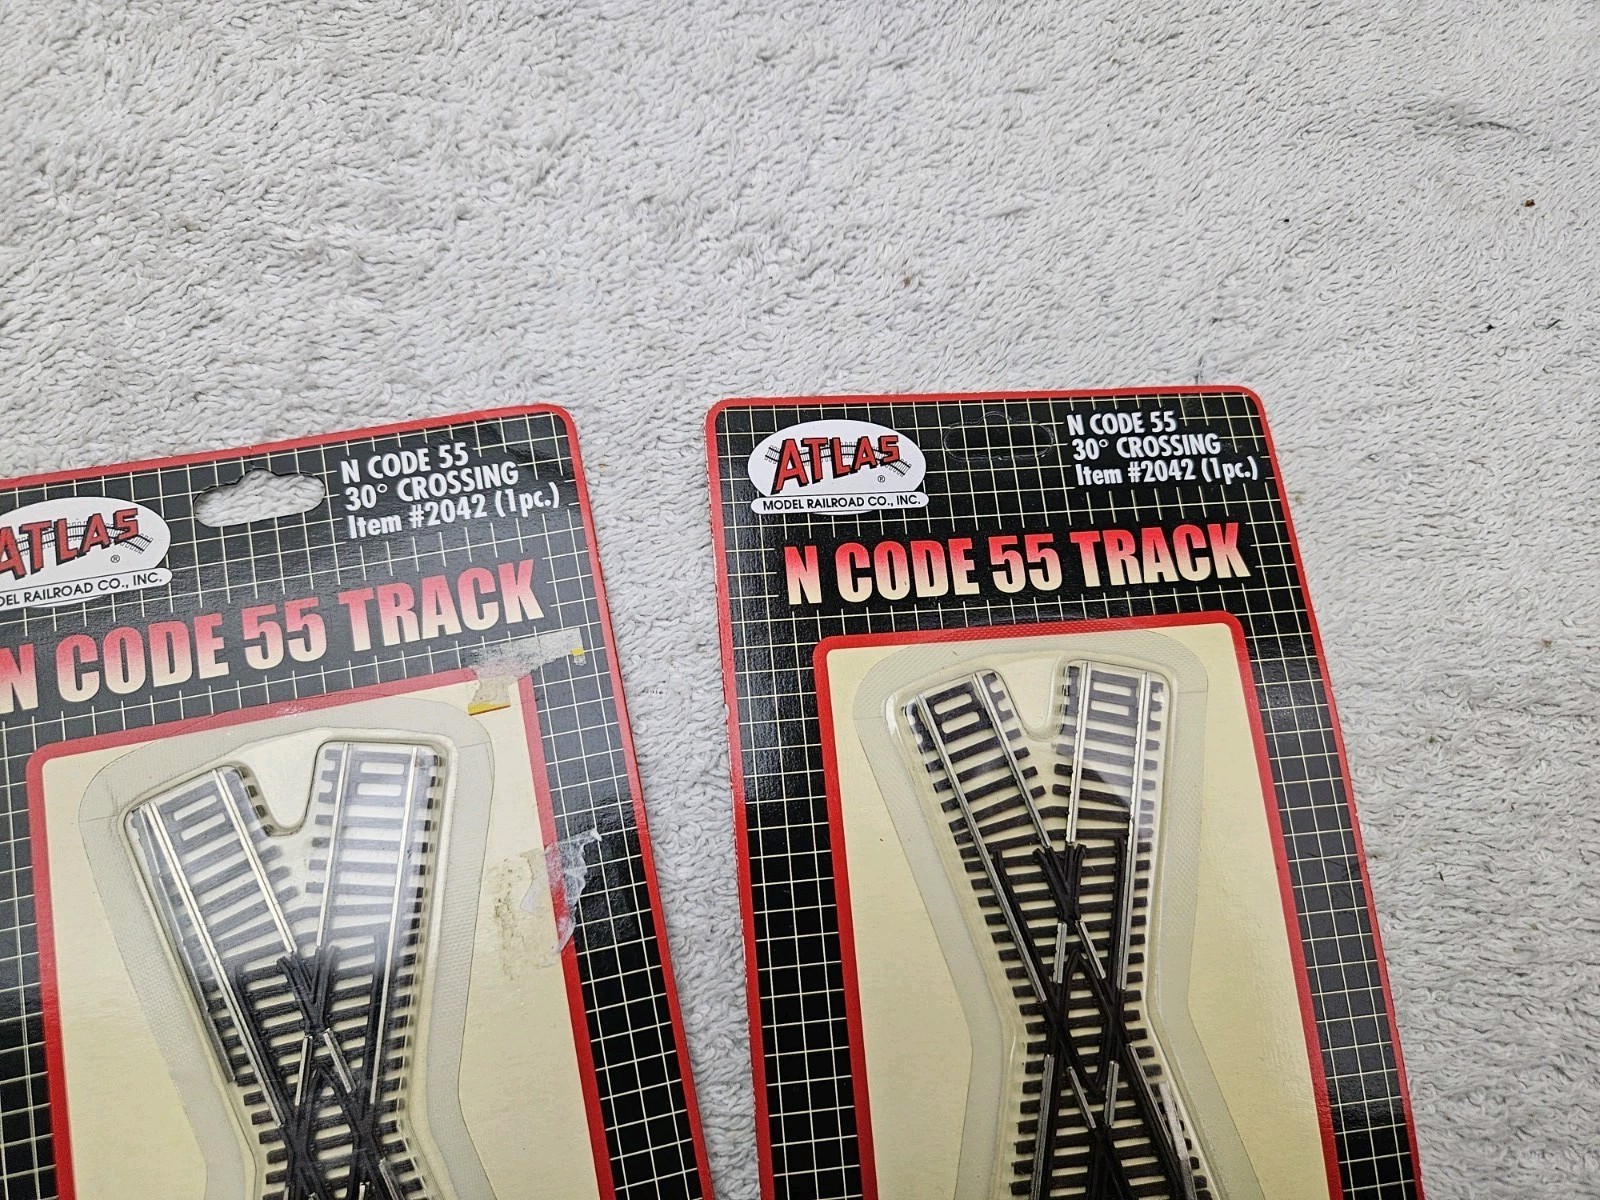 N CODE 55
30° CROSSING
Item #2042 (1pc.)
ATLAS
®
DEL RAILROAD CO., INC.
N CODE 55 TRACK
N CODE 55
30° CROSSING
Item #2042 (1pc.)
ATLAS
®
MODEL RAILROAD CO., INC.
N CODE 55 TRACK